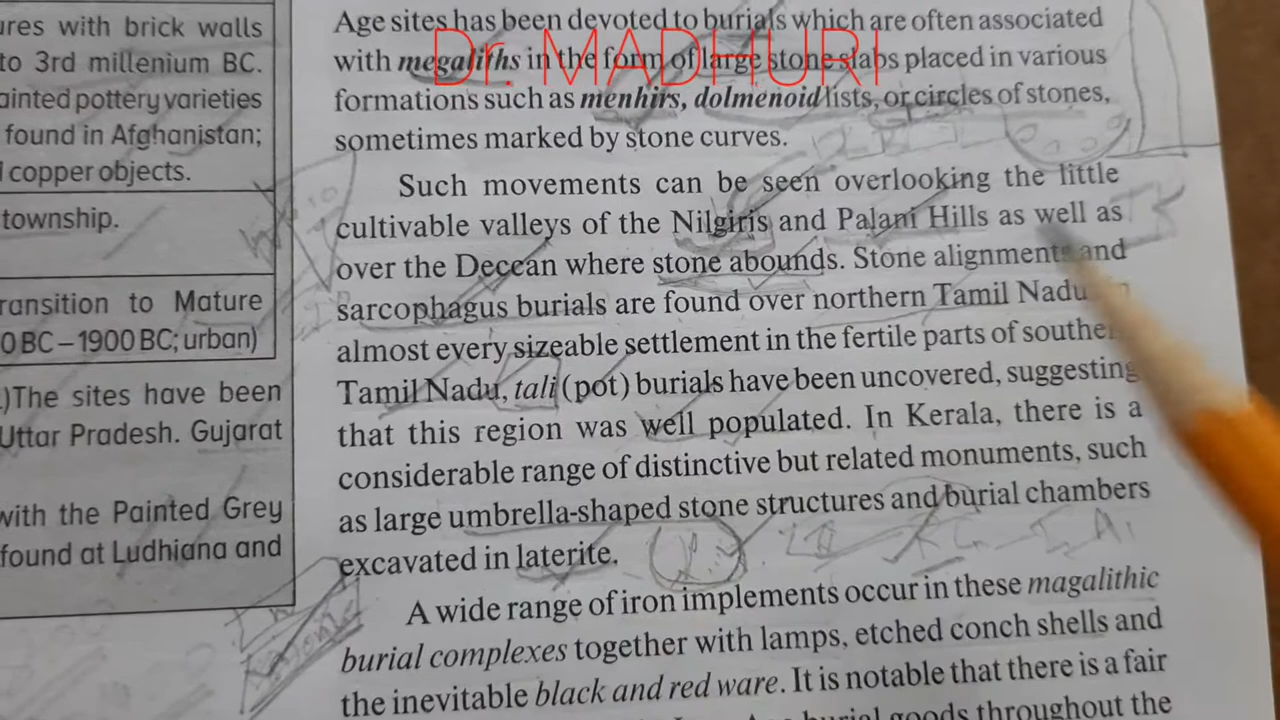 ures with brick walls
to 3rd millenium BC.
ainted pottery varieties
found in Afghanistan;
copper objects.
township.
ransition to Mature
0 BC – 1900 BC; urban)
.)The sites have been
Uttar Pradesh. Gujarat
with the Painted Grey
found at Ludhiana and
Age sites has been devoted to burials which are often associated
with megaliths in the form of large stone slabs placed in various
Dr. MADHURI
formations such as menhirs, dolmenoid lists, or circles of stones,
sometimes marked by stone curves.
Such movements can be seen overlooking the little
cultivable valleys of the Nilgiris and Palani Hills as well as
over the Deccan where stone abounds. Stone alignments and
sarcophagus burials are found over northern Tamil Nadu
almost every sizeable settlement in the fertile parts of souther
Tamil Nadu, tali (pot) burials have been uncovered, suggesting
that this region was well populated. In Kerala, there is a
considerable range of distinctive but related monuments, such
as large umbrella-shaped stone structures and burial chambers
excavated in laterite.
A wide range of iron implements occur in these magalithic
burial complexes together with lamps, etched conch shells and
the inevitable black and red ware. It is notable that there is a fair
burial goods throughout the